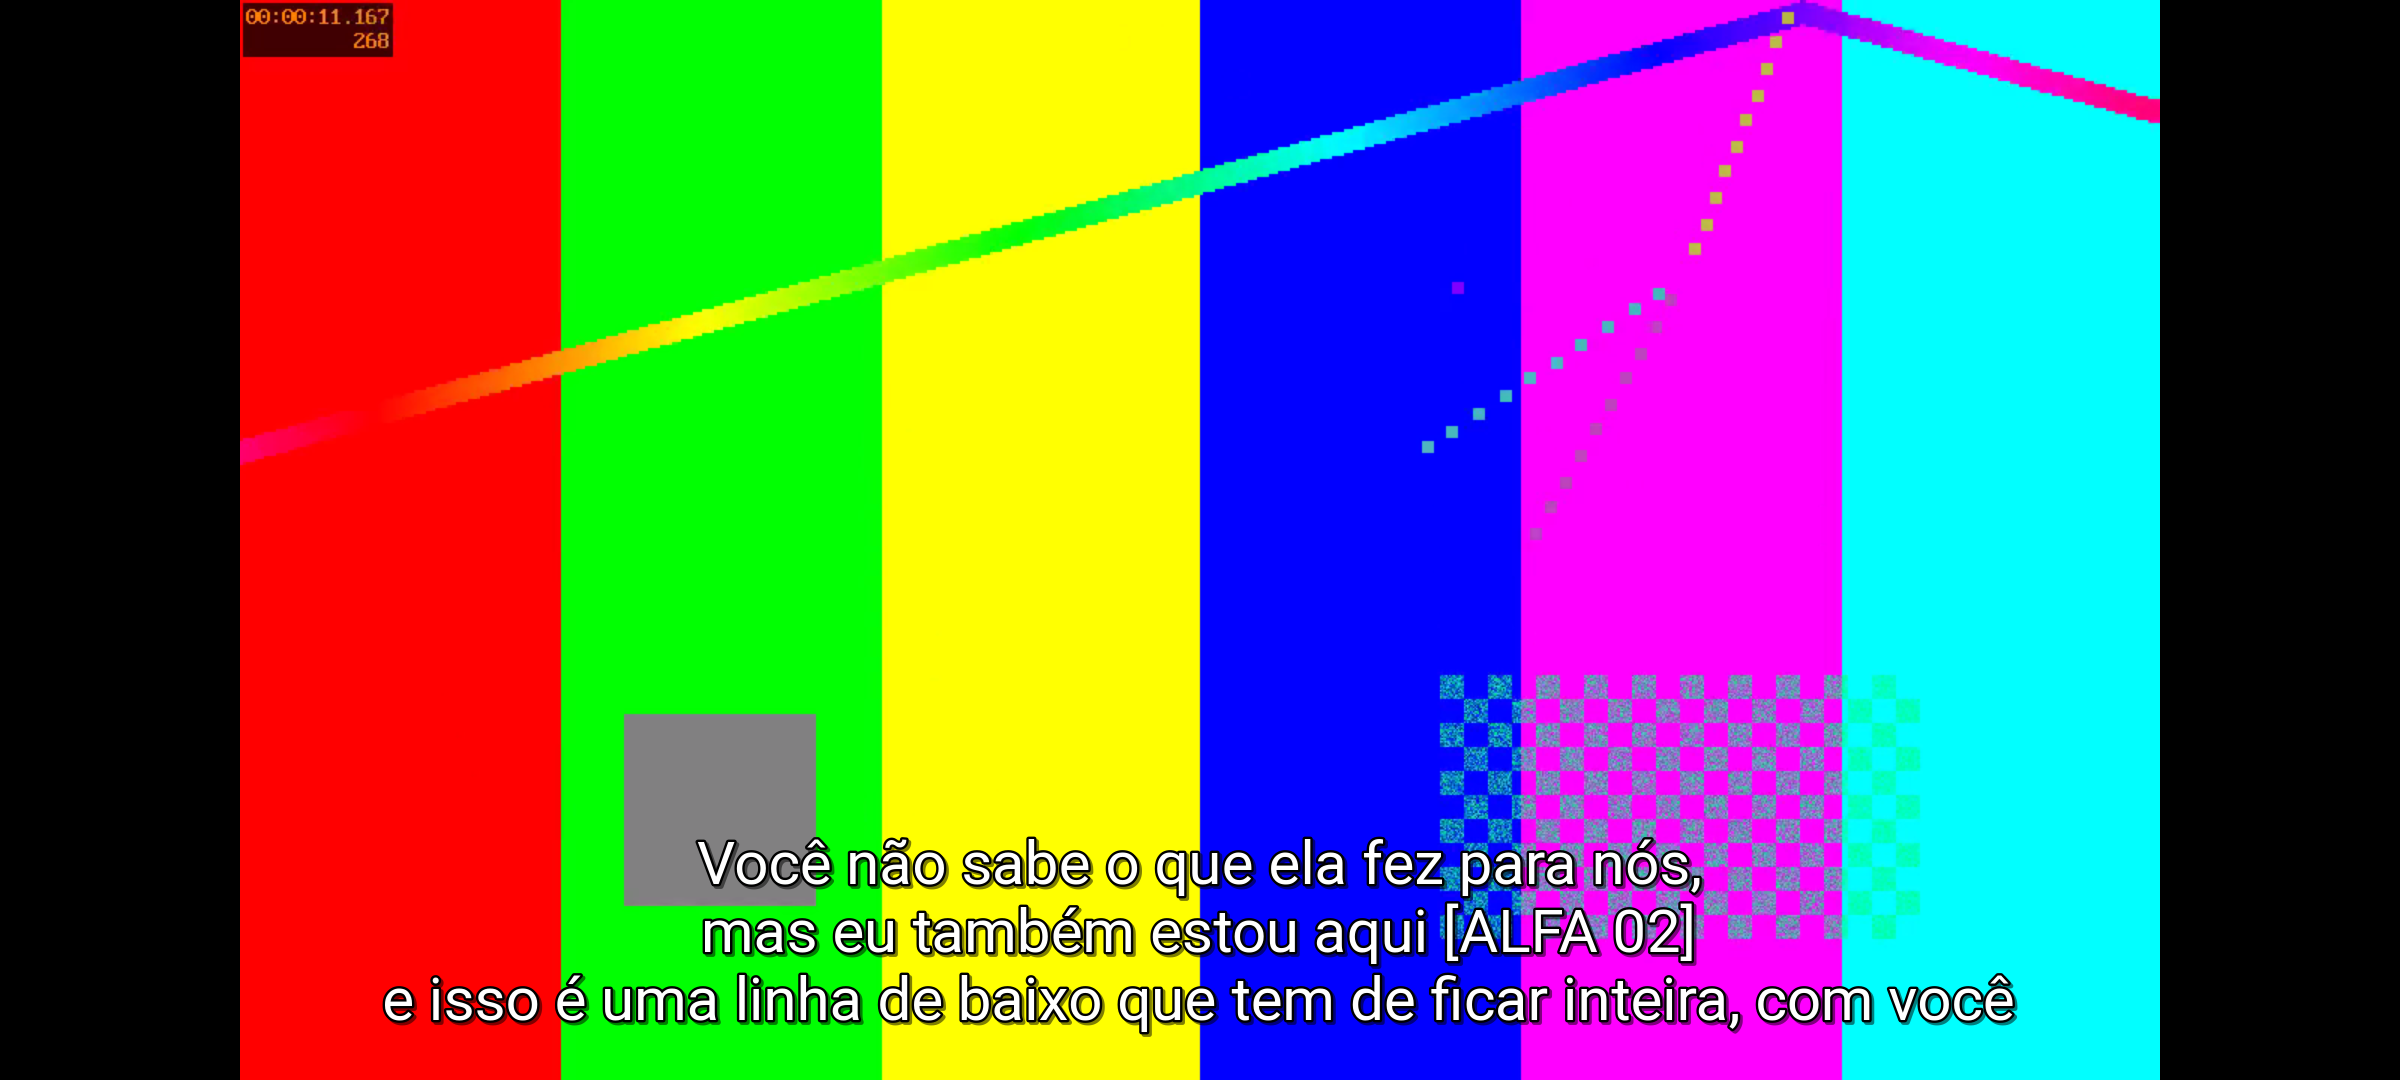 00:00:11.167
268
Você não sabe o que ela fez para nós,
mas eu também estou aqui [ALFA 02]
e isso é uma linha de baixo que tem de ficar inteira, com você